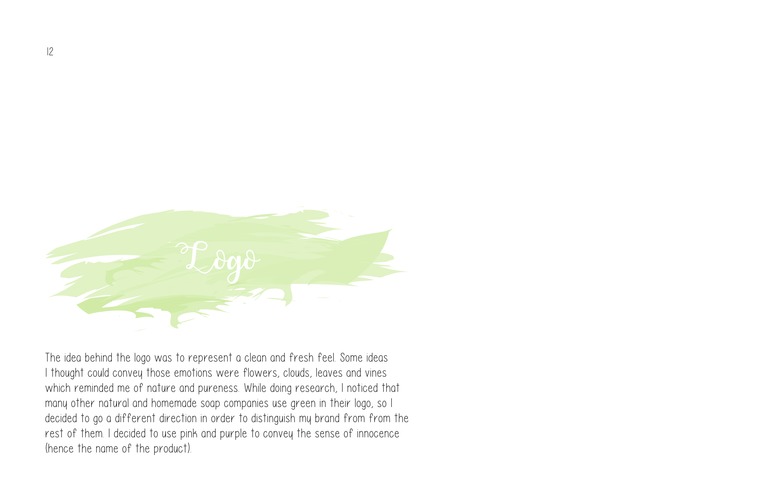 12
Logo
The idea behind the logo was to represent a clean and fresh feel. Some ideas
I thought could convey those emotions were flowers, clouds, leaves and vines
which reminded me of nature and pureness. While doing research, I noticed that
many other natural and homemade soap companies use green in their logo, so I
decided to go a different direction in order to distinguish my brand from from the
rest of them. I decided to use pink and purple to convey the sense of innocence
(hence the name of the product).